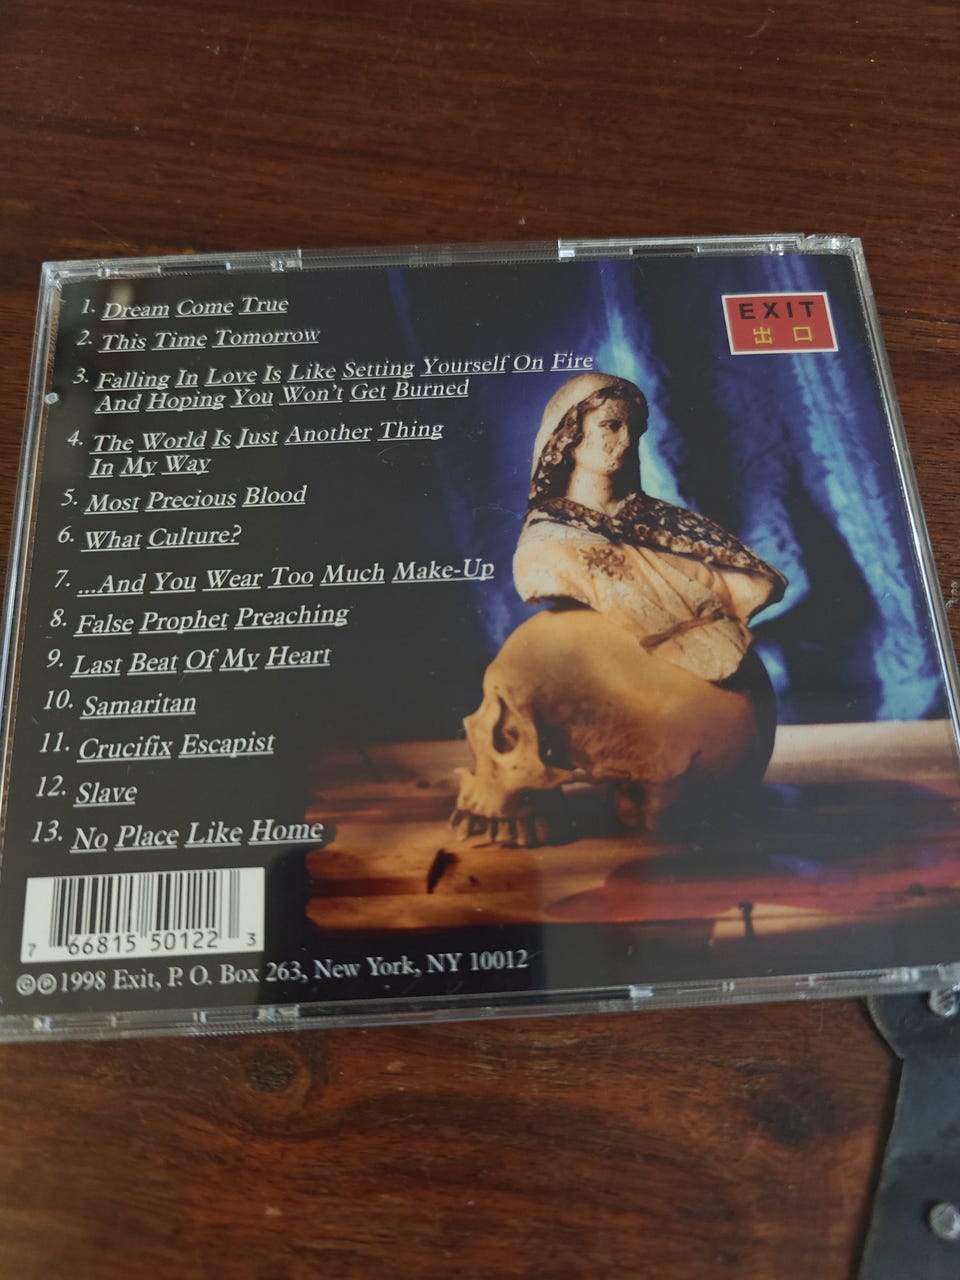 1. Dream Come True
2. This Time Tomorrow
3. Falling In Love Is Like Setting Yourself On Fire
And Hoping You Won't Get Burned
4. The World Is Just Another Thing
In My Way
5. Most Precious Blood
6. What Culture?
7. ...And You Wear Too Much Make-Up
8. False Prophet Preaching
9. Last Beat Of My Heart
10. Samaritan
11. Crucifix Escapist
12. Slave
13. No Place Like Home
EXIT
出口
7 66815 50122 3
©℗1998 Exit, P. O. Box 263, New York, NY 10012